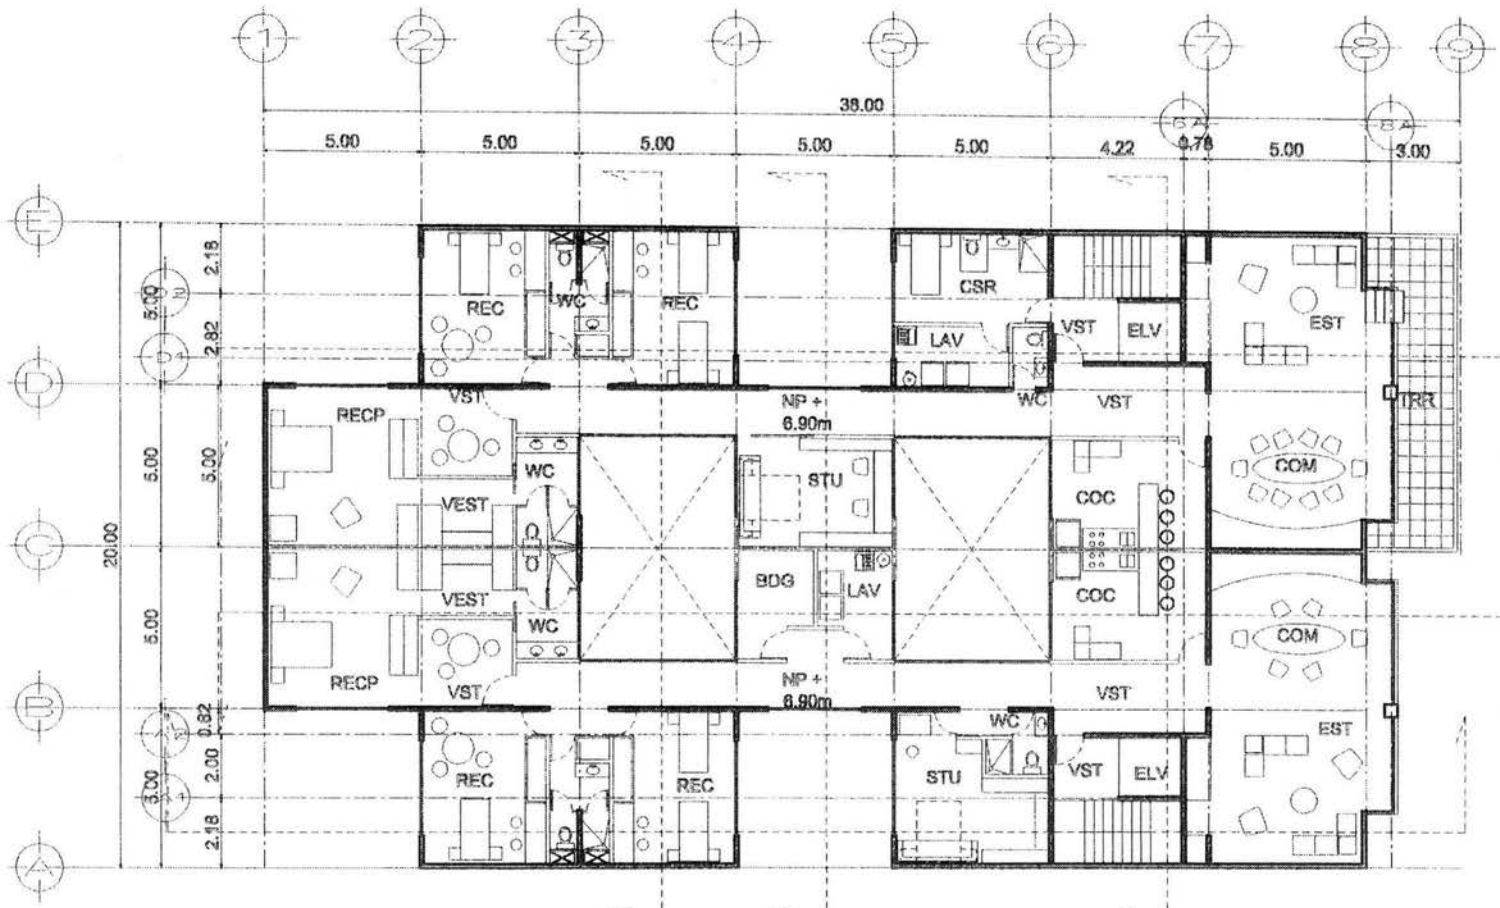 1 2 3 4 5 6 7 8 9
38.00
6A 8A
5.00 5.00 5.00 5.00 5.00 4.22 0.78 5.00 3.00
E
2.18
5.00
2.82
D
REC WC REC
CSR
LAV
VST ELV
EST
WC
RECP
VST
NP +
6.90m
VST
TRR
5.00
5.00
WC
STU
COC
COM
VEST
C
20.00
BDG
LAV
VEST
COC
COM
5.00
WC
RECP
VST
NP +
6.90m
VST
B
0.82
WC
EST
5.00
2.00
REC
REC
STU
VST ELV
2.18
A